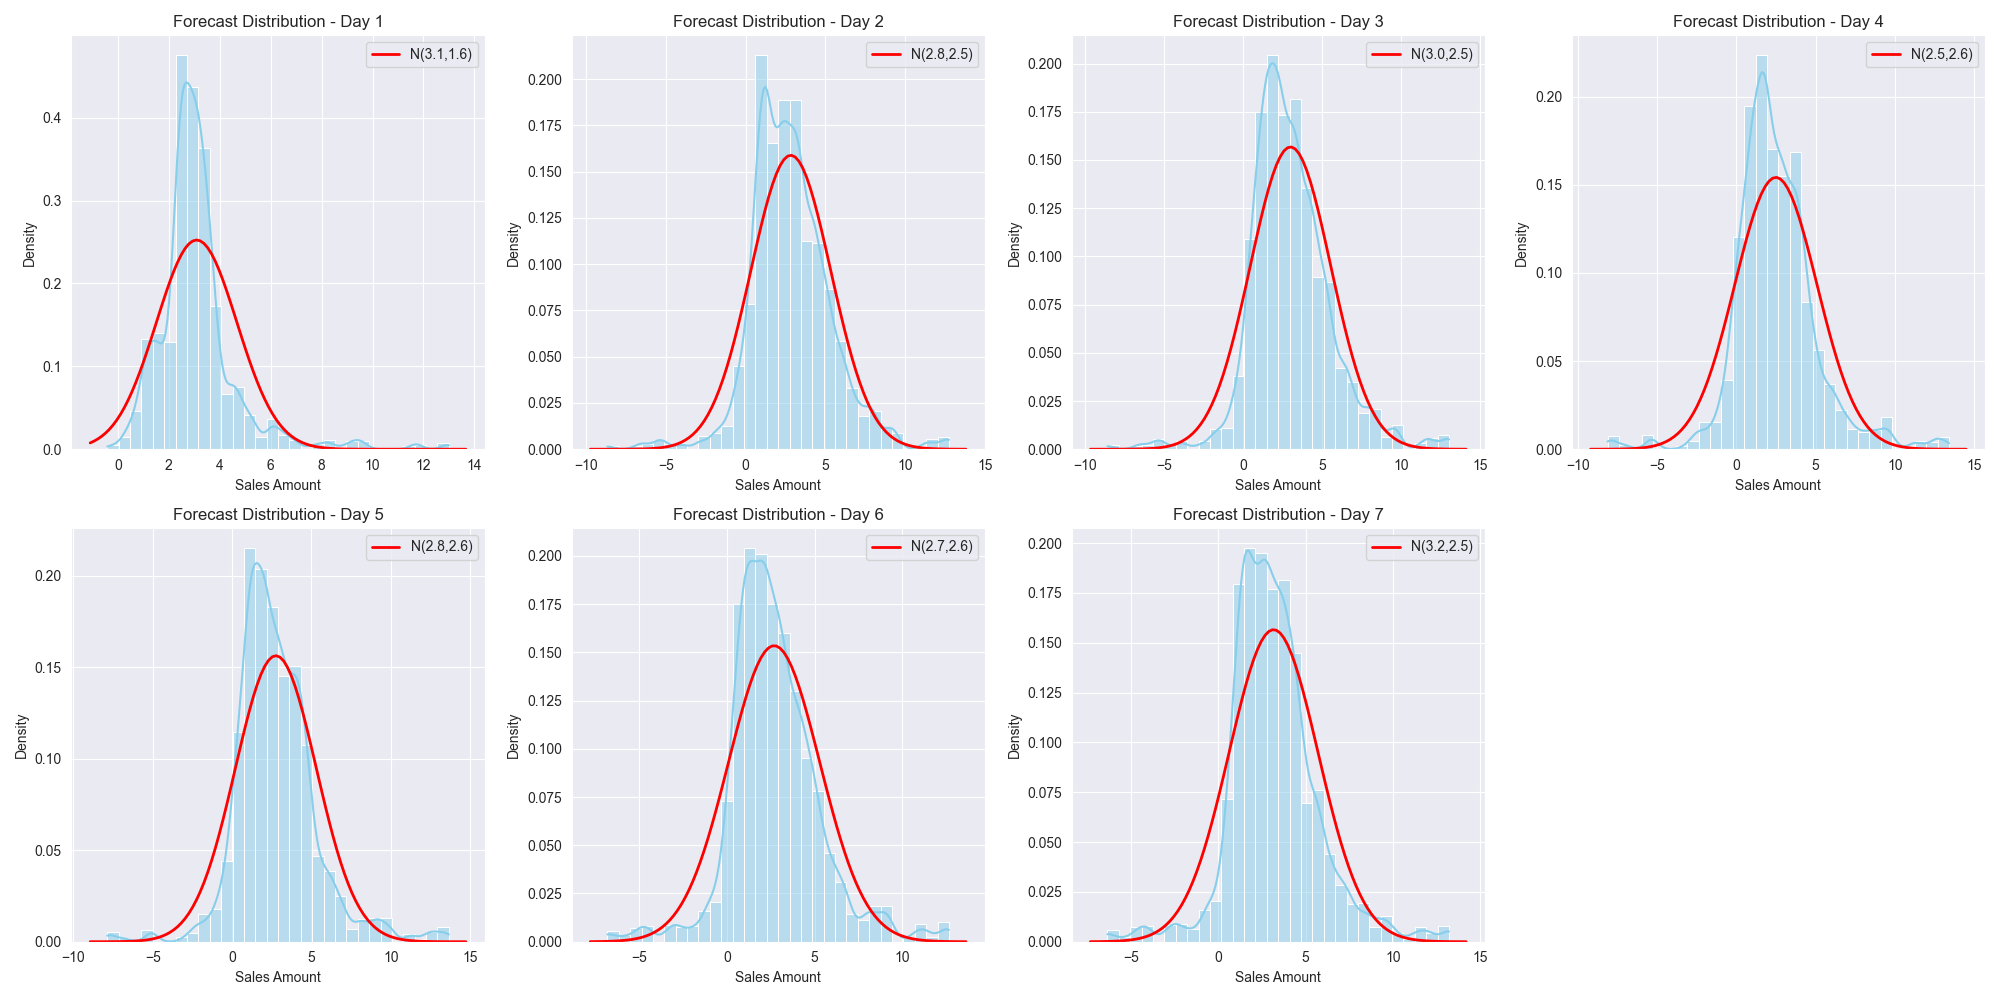 Forecast Distribution - Day 1
N(3.1,1.6)
Density
0.4
0.3
0.2
0.1
0.0
0 2 4 6 8 10 12 14
Sales Amount
Forecast Distribution - Day 2
N(2.8,2.5)
Density
0.200
0.175
0.150
0.125
0.100
0.075
0.050
0.025
0.000
−10 −5 0 5 10 15
Sales Amount
Forecast Distribution - Day 3
N(3.0,2.5)
Density
0.200
0.175
0.150
0.125
0.100
0.075
0.050
0.025
0.000
−10 −5 0 5 10 15
Sales Amount
Forecast Distribution - Day 4
N(2.5,2.6)
Density
0.20
0.15
0.10
0.05
0.00
−10 −5 0 5 10 15
Sales Amount
Forecast Distribution - Day 5
N(2.8,2.6)
Density
0.20
0.15
0.10
0.05
0.00
−10 −5 0 5 10 15
Sales Amount
Forecast Distribution - Day 6
N(2.7,2.6)
Density
0.200
0.175
0.150
0.125
0.100
0.075
0.050
0.025
0.000
−5 0 5 10
Sales Amount
Forecast Distribution - Day 7
N(3.2,2.5)
Density
0.200
0.175
0.150
0.125
0.100
0.075
0.050
0.025
0.000
−5 0 5 10 15
Sales Amount